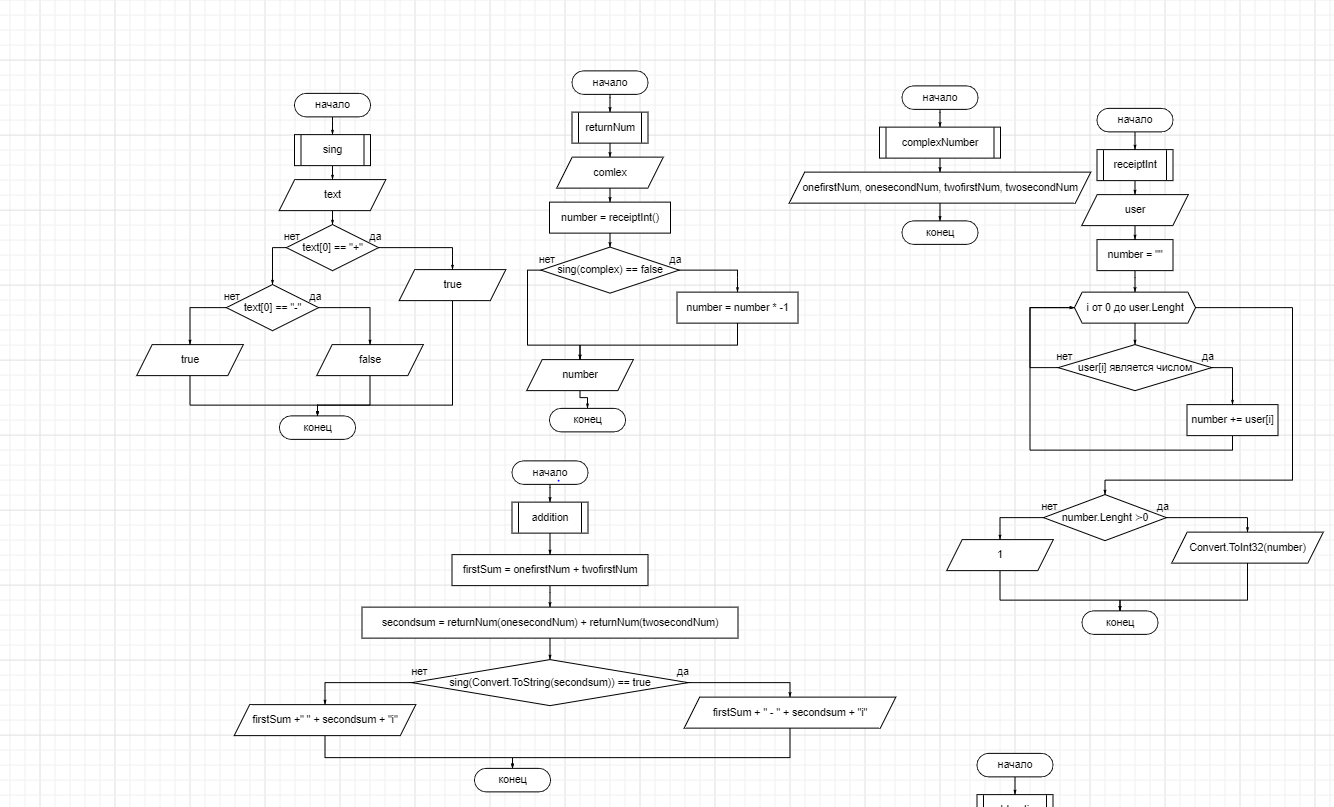 начало
sing
text
нет
да
text[0] == "+"
true
нет
да
text[0] == "-"
true
false
конец
начало
returnNum
comlex
number = receiptInt()
нет
да
sing(complex) == false
number = number * -1
number
конец
начало
complexNumber
onefirstNum, onesecondNum, twofirstNum, twosecondNum
конец
начало
receiptInt
user
number = ""
i от 0 до user.Lenght
нет
да
user[i] является числом
number += user[i]
нет
да
number.Lenght >0
1
Convert.ToInt32(number)
конец
начало
addition
firstSum = onefirstNum + twofirstNum
secondsum = returnNum(onesecondNum) + returnNum(twosecondNum)
нет
да
sing(Convert.ToString(secondsum)) == true
firstSum +" " + secondsum + "i"
firstSum + " - " + secondsum + "i"
конец
начало